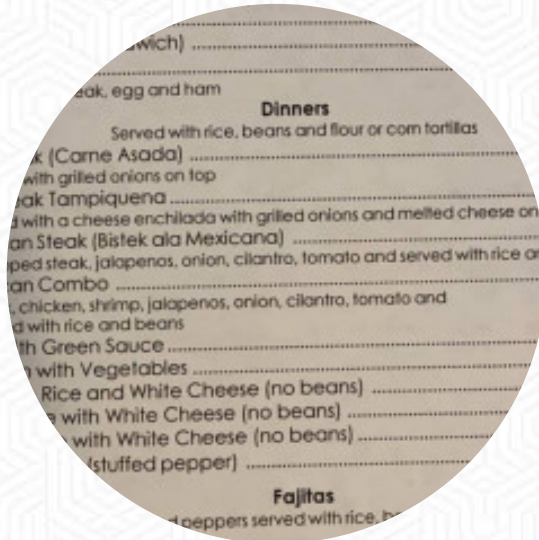 ...............
wich) ...............
...............
eak, egg and ham
Dinners
Served with rice, beans and flour or corn tortillas
k (Carne Asada) ...............
with grilled onions on top
eak Tampiquena ...............
d with a cheese enchilada with grilled onions and melted cheese on
an Steak (Bistek ala Mexicana) ...............
ped steak, jalapenos, onion, cilantro, tomato and served with rice a
an Combo ...............
, chicken, shrimp, jalapenos, onion, cilantro, tomato and
d with rice and beans
th Green Sauce ...............
with Vegetables ...............
Rice and White Cheese (no beans) ...............
with White Cheese (no beans) ...............
with White Cheese (no beans) ...............
(stuffed pepper) ...............
Fajitas
peppers served with rice,